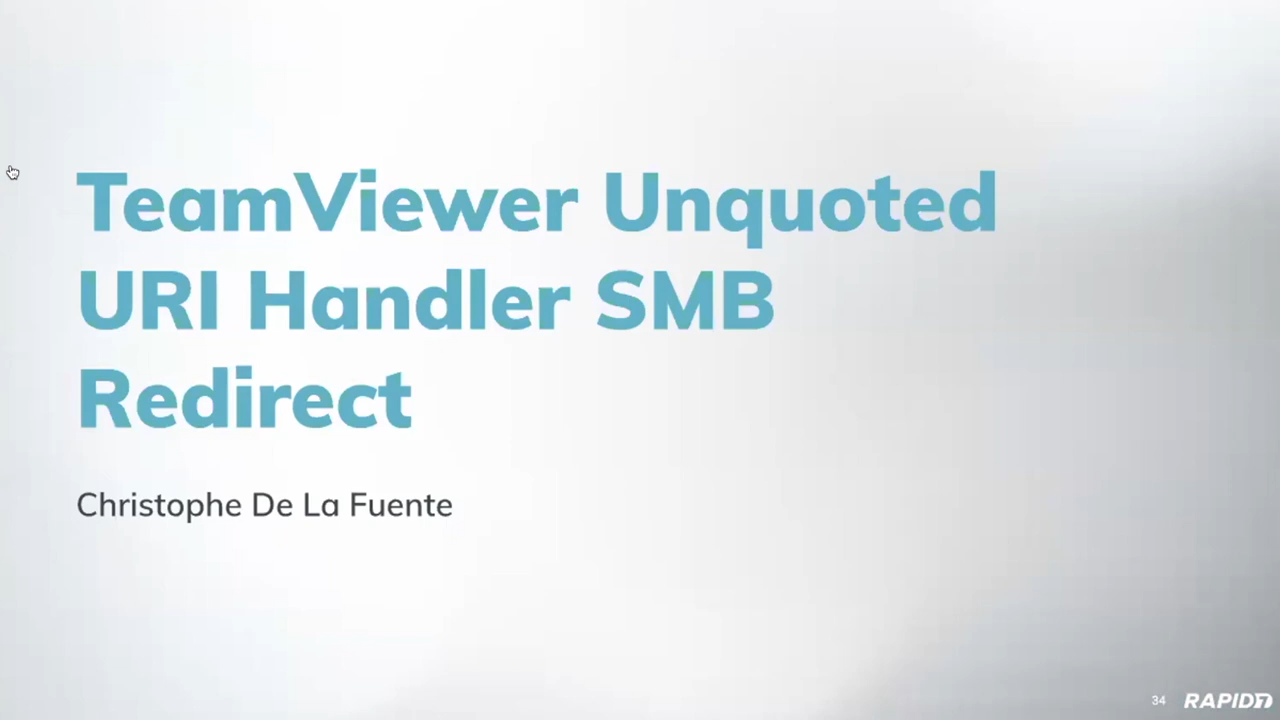 TeamViewer Unquoted
URI Handler SMB
Redirect
Christophe De La Fuente
34 RAPID7